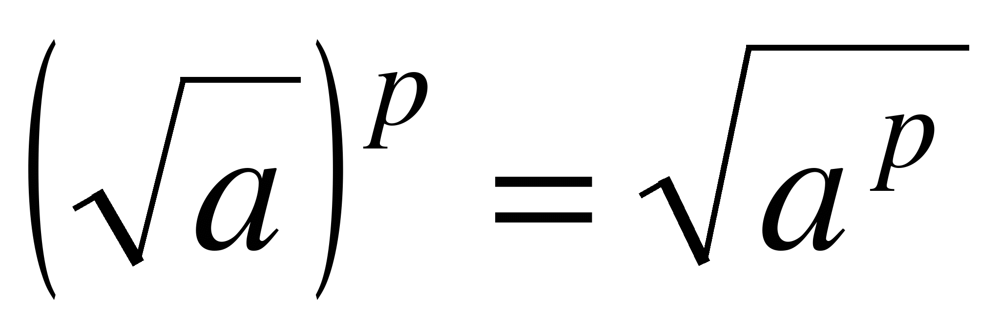 (√a)^p = √(a^p)